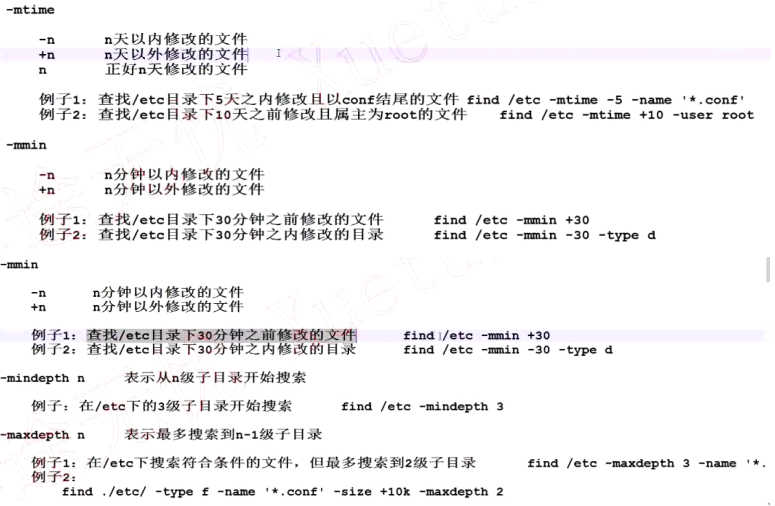 -mtime
-n n天以内修改的文件
+n n天以外修改的文件
n 正好n天修改的文件
例子1：查找/etc目录下5天之内修改且以conf结尾的文件 find /etc -mtime -5 -name '*.conf'
例子2：查找/etc目录下10天之前修改且属主为root的文件 find /etc -mtime +10 -user root
-mmin
-n n分钟以内修改的文件
+n n分钟以外修改的文件
例子1：查找/etc目录下30分钟之前修改的文件 find /etc -mmin +30
例子2：查找/etc目录下30分钟之内修改的目录 find /etc -mmin -30 -type d
-mmin
-n n分钟以内修改的文件
+n n分钟以外修改的文件
例子1：查找/etc目录下30分钟之前修改的文件 find /etc -mmin +30
例子2：查找/etc目录下30分钟之内修改的目录 find /etc -mmin -30 -type d
-mindepth n 表示从n级子目录开始搜索
例子：在/etc下的3级子目录开始搜索 find /etc -mindepth 3
-maxdepth n 表示最多搜索到n-1级子目录
例子1：在/etc下搜索符合条件的文件，但最多搜索到2级子目录 find /etc -maxdepth 3 -name '*.
例子2：
find ./etc/ -type f -name '*.conf' -size +10k -maxdepth 2